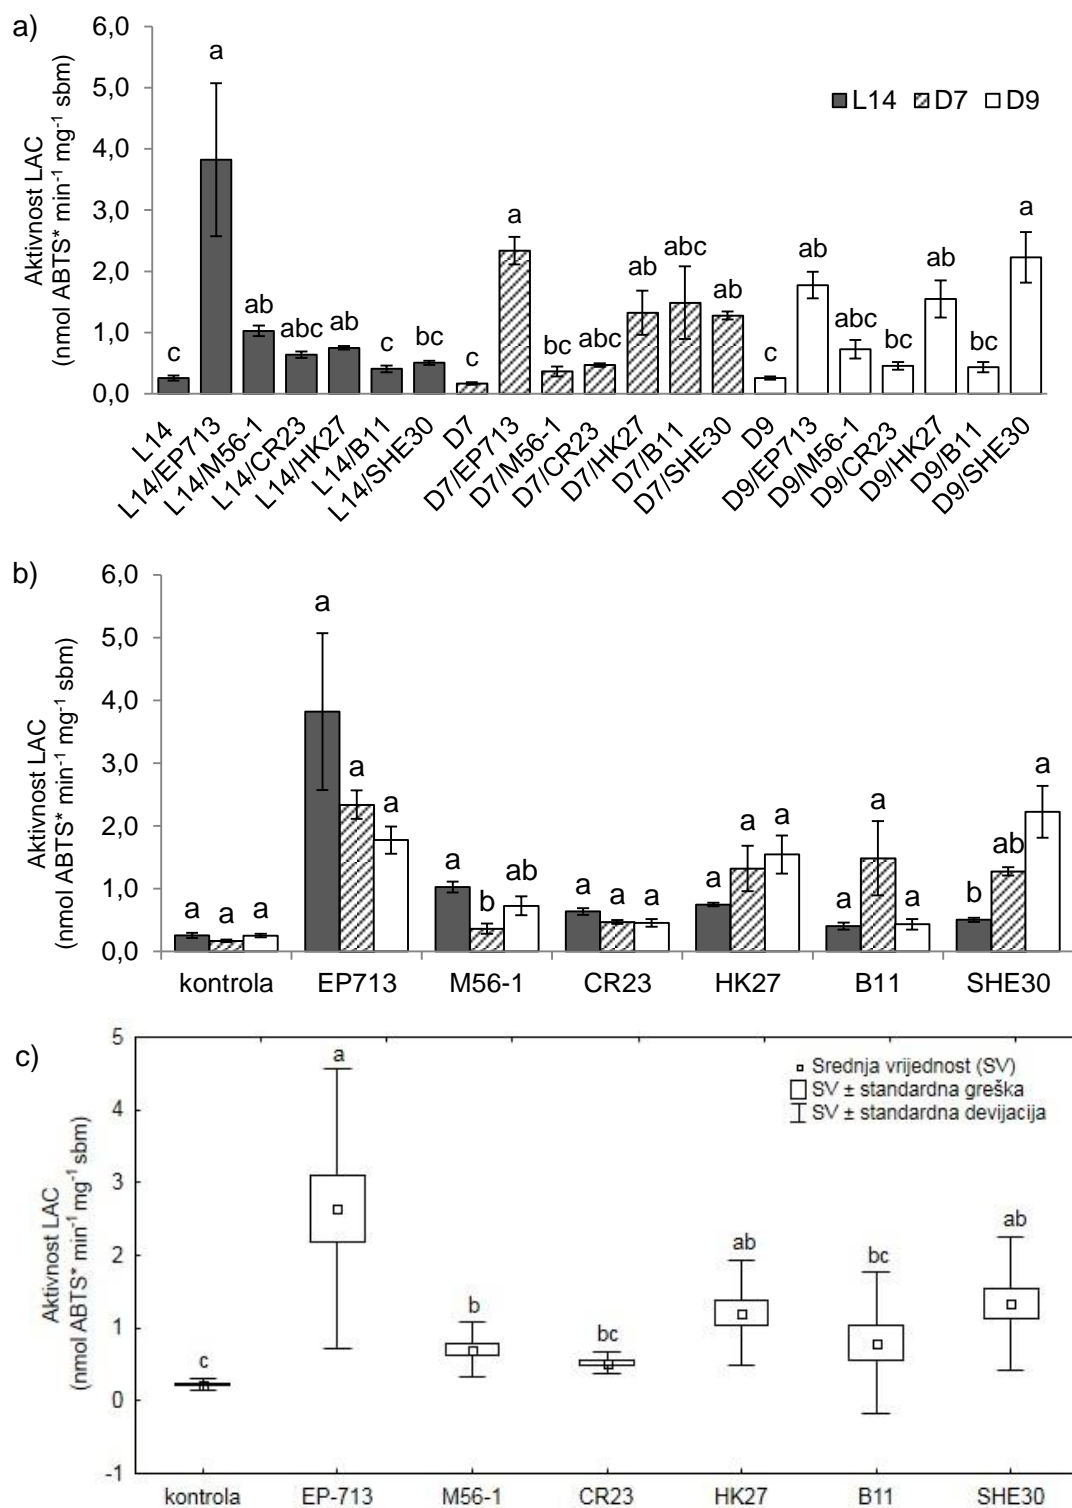 a)
6,0
5,0
4,0
3,0
2,0
1,0
0,0
Aktivnost LAC
(nmol ABTS* min-1 mg-1 sbm)
L14 D7 D9
c a ab abc ab c bc c a bc abc ab abc ab c ab abc bc ab bc a
L14
L14/EP713
L14/M56-1
L14/CR23
L14/HK27
L14/B11
L14/SHE30
D7
D7/EP713
D7/M56-1
D7/CR23
D7/HK27
D7/B11
D7/SHE30
D9
D9/EP713
D9/M56-1
D9/CR23
D9/HK27
D9/B11
D9/SHE30
b)
6,0
5,0
4,0
3,0
2,0
1,0
0,0
Aktivnost LAC
(nmol ABTS* min-1 mg-1 sbm)
a a a a a a a b ab a a a a a a a a a b ab a
kontrola EP713 M56-1 CR23 HK27 B11 SHE30
c)
5
4
3
2
1
0
-1
Aktivnost LAC
(nmol ABTS* min-1 mg-1 sbm)
Srednja vrijednost (SV)
SV ± standardna greška
SV ± standardna devijacija
c a b bc ab bc ab
kontrola EP-713 M56-1 CR23 HK27 B11 SHE30